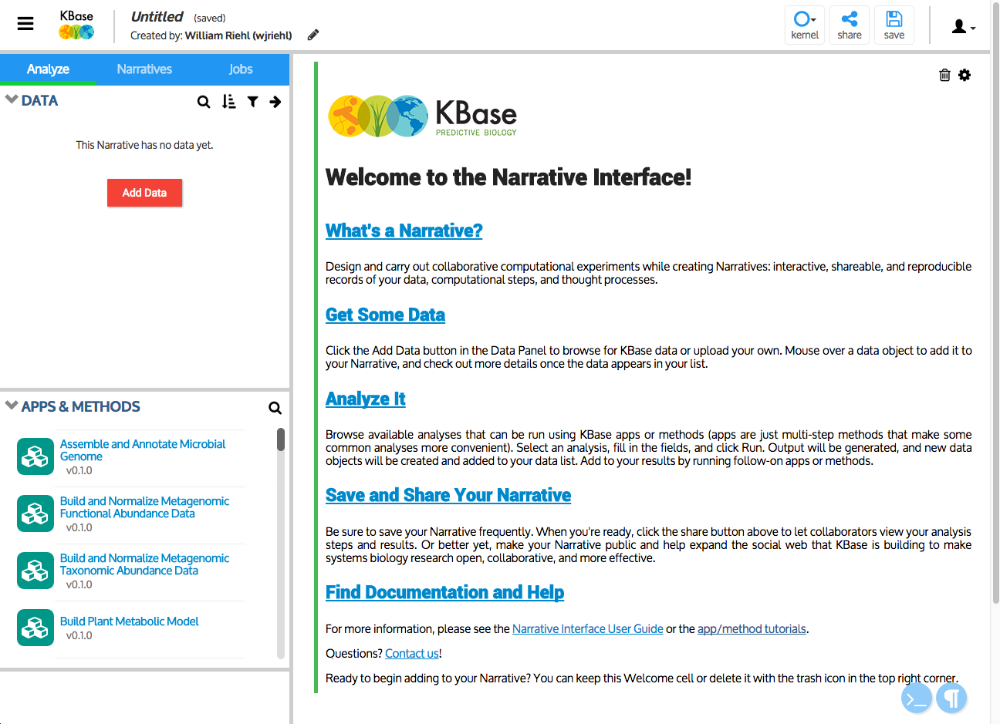 KBase
Untitled (saved)
Created by: William Riehl (wjriehl)
kernel
share
save
Analyze
Narratives
Jobs
DATA
This Narrative has no data yet.
Add Data
APPS & METHODS
Assemble and Annotate Microbial
Genome
v0.1.0
Build and Normalize Metagenomic
Functional Abundance Data
v0.1.0
Build and Normalize Metagenomic
Taxonomic Abundance Data
v0.1.0
Build Plant Metabolic Model
v0.1.0
KBase
PREDICTIVE BIOLOGY
Welcome to the Narrative Interface!
What's a Narrative?
Design and carry out collaborative computational experiments while creating Narratives: interactive, shareable, and reproducible
records of your data, computational steps, and thought processes.
Get Some Data
Click the Add Data button in the Data Panel to browse for KBase data or upload your own. Mouse over a data object to add it to
your Narrative, and check out more details once the data appears in your list.
Analyze It
Browse available analyses that can be run using KBase apps or methods (apps are just multi-step methods that make some
common analyses more convenient). Select an analysis, fill in the fields, and click Run. Output will be generated, and new data
objects will be created and added to your data list. Add to your results by running follow-on apps or methods.
Save and Share Your Narrative
Be sure to save your Narrative frequently. When you're ready, click the share button above to let collaborators view your analysis
steps and results. Or better yet, make your Narrative public and help expand the social web that KBase is building to make
systems biology research open, collaborative, and more effective.
Find Documentation and Help
For more information, please see the Narrative Interface User Guide or the app/method tutorials.
Questions? Contact us!
Ready to begin adding to your Narrative? You can keep this Welcome cell or delete it with the trash icon in the top right corner.